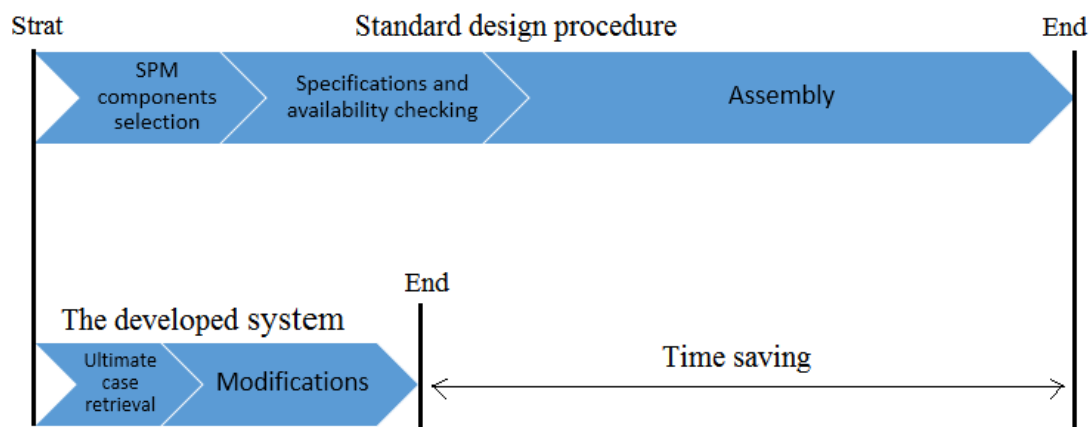 Strat
Standard design procedure
End
SPM
components
selection
Specifications and
availability checking
Assembly
End
The developed system
Ultimate
case
retrieval
Modifications
Time saving